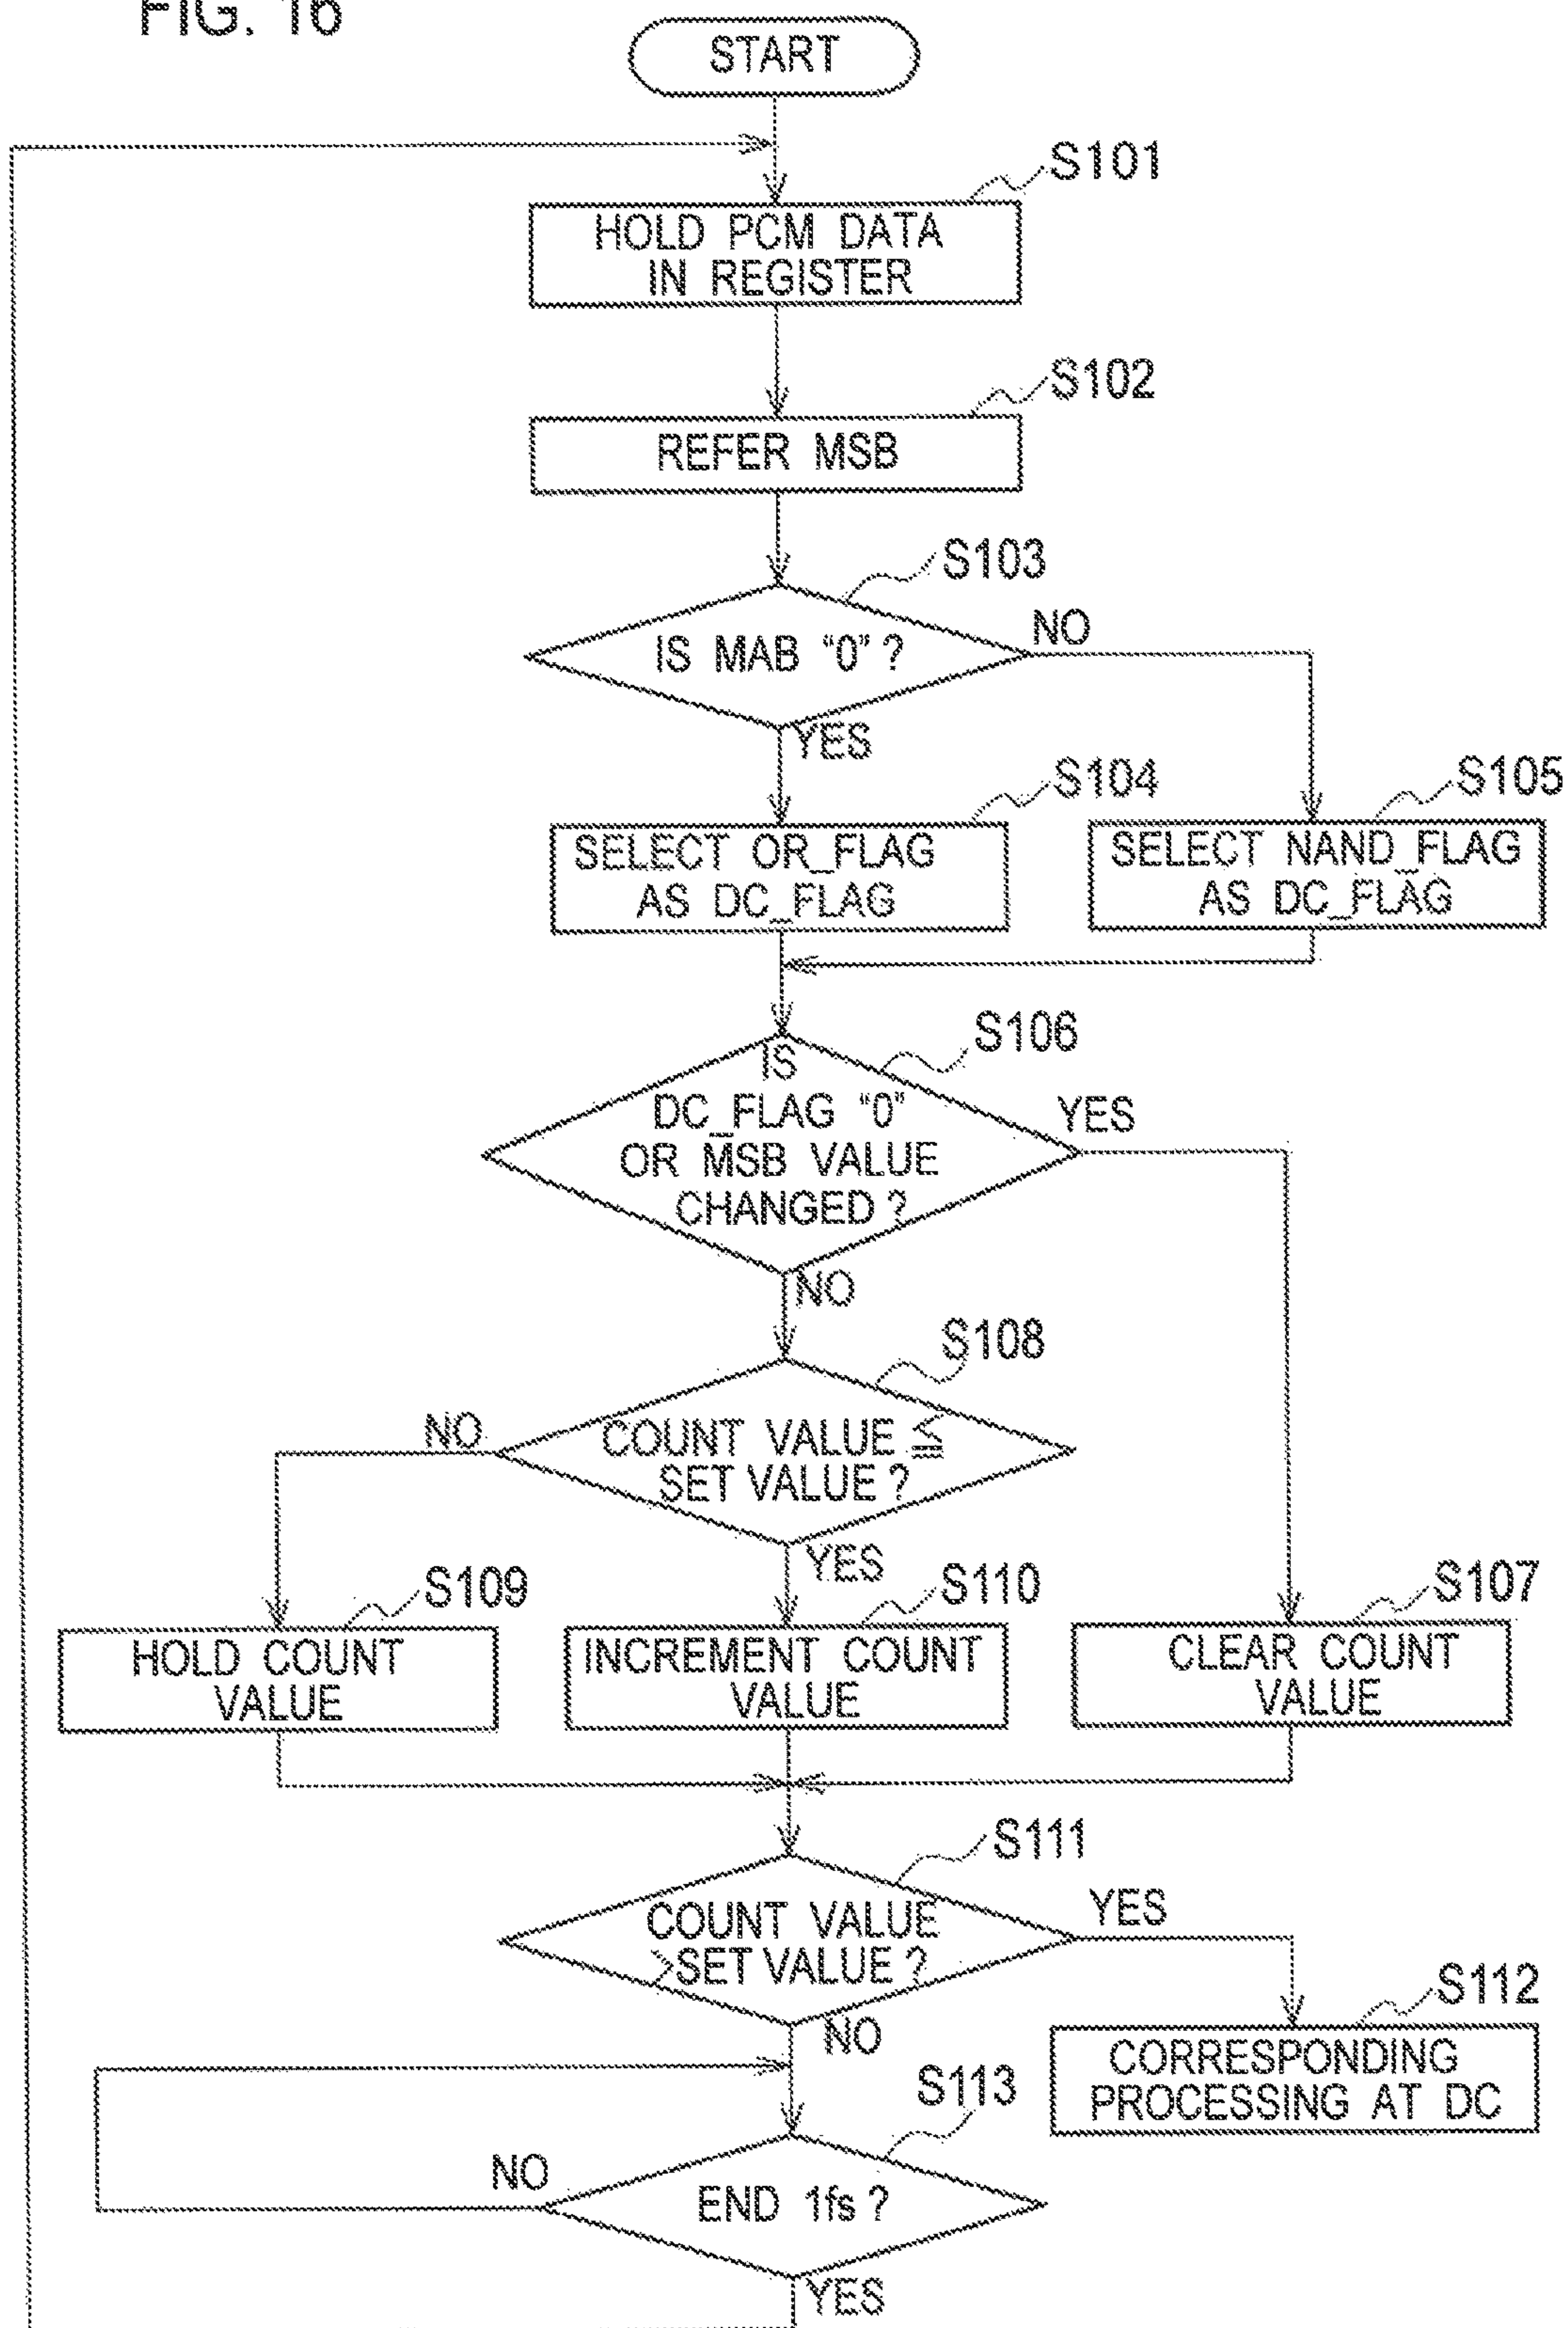 FIG. 16
START
S101
HOLD PCM DATA
IN REGISTER
S102
REFER MSB
S103
IS MAB "0" ?
NO
YES
S104
SELECT OR_FLAG
AS DC_FLAG
S105
SELECT NAND_FLAG
AS DC_FLAG
S106
IS
DC_FLAG "0"
OR MSB VALUE
CHANGED ?
YES
NO
S108
COUNT VALUE ≦
SET VALUE ?
NO
YES
S109
HOLD COUNT
VALUE
S110
INCREMENT COUNT
VALUE
S107
CLEAR COUNT
VALUE
S111
COUNT VALUE
>SET VALUE ?
YES
NO
S112
CORRESPONDING
PROCESSING AT DC
S113
END 1fs ?
NO
YES